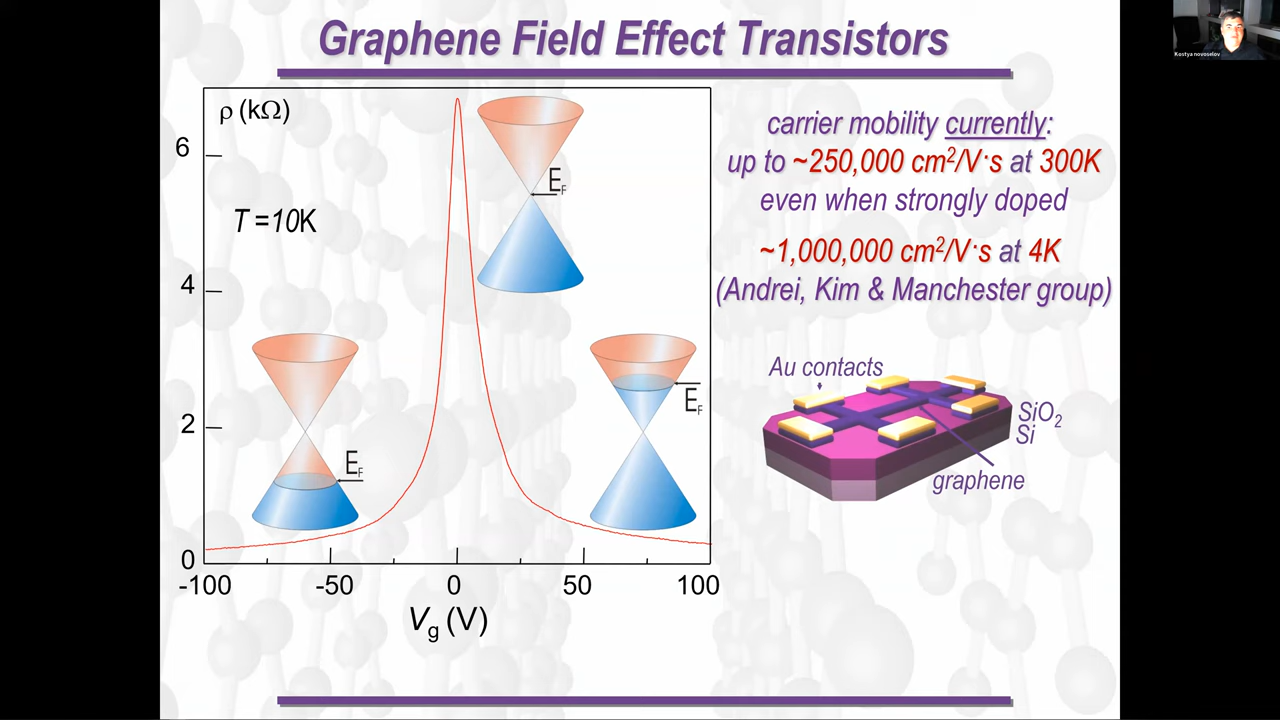 Graphene Field Effect Transistors
Kostya novoselov
ρ (kΩ)
6
4
2
0
T =10K
E_F
E_F
E_F
-100
-50
0
50
100
V_g (V)
carrier mobility currently:
up to ~250,000 cm²/V·s at 300K
even when strongly doped
~1,000,000 cm²/V·s at 4K
(Andrei, Kim & Manchester group)
Au contacts
SiO₂
Si
graphene